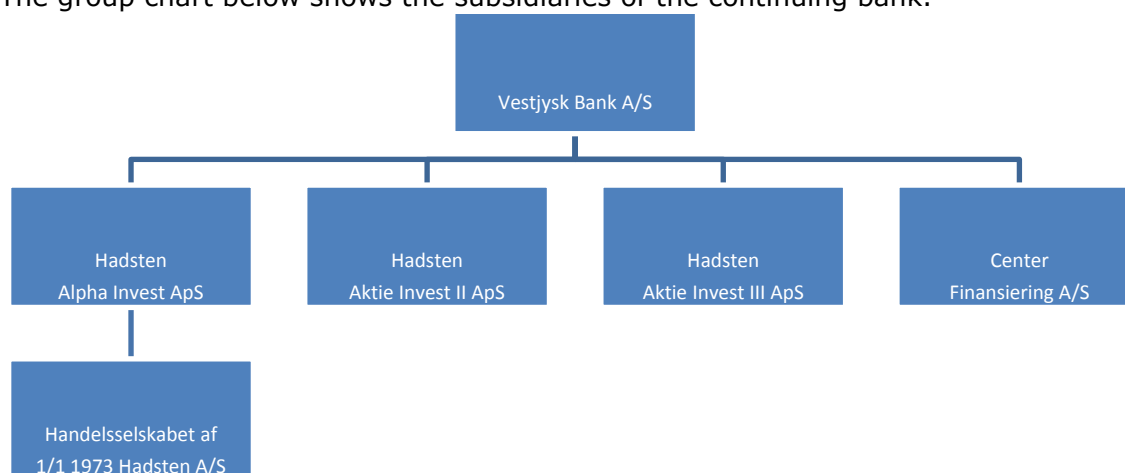 The group chart below shows the subsidiaries of the continuing bank.
Vestjysk Bank A/S
Hadsten
Alpha Invest ApS
Hadsten
Aktie Invest II ApS
Hadsten
Aktie Invest III ApS
Center
Finansiering A/S
Handelsselskabet af
1/1 1973 Hadsten A/S